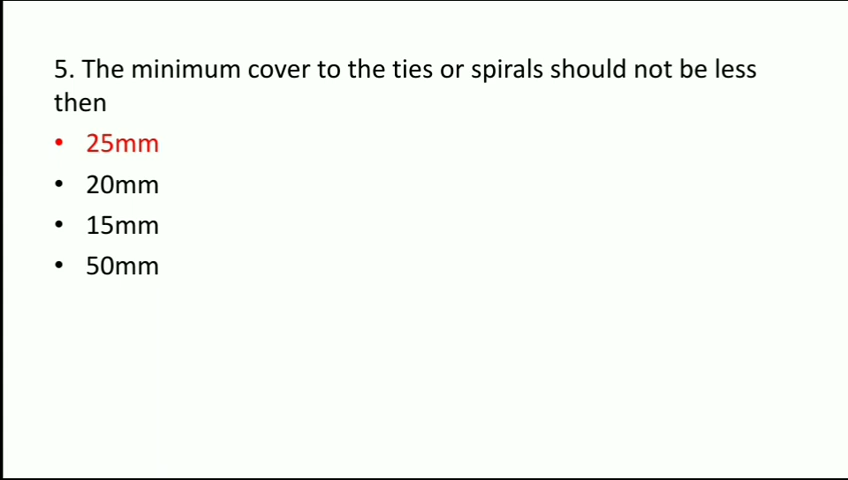 5. The minimum cover to the ties or spirals should not be less
then
• 25mm
• 20mm
• 15mm
• 50mm